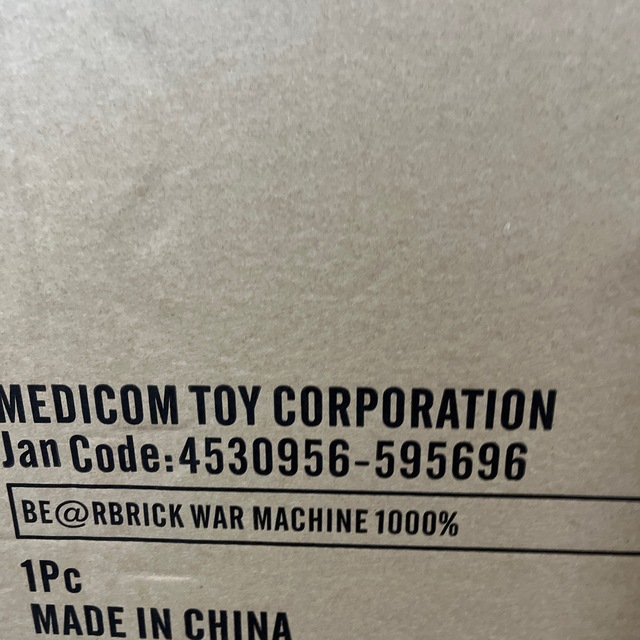 MEDICOM TOY CORPORATION
Jan Code:4530956-595696
BE@RBRICK WAR MACHINE 1000%
1Pc
MADE IN CHINA